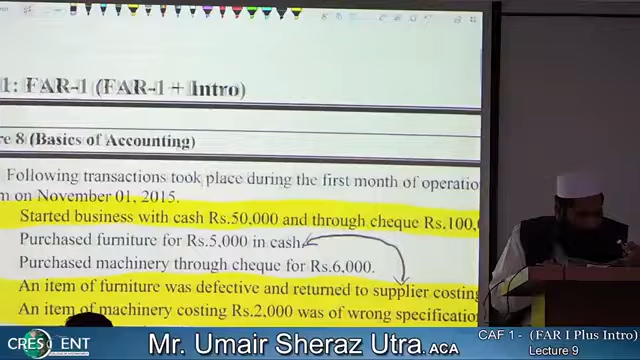 1: FAR-1 (FAR-1 + Intro)
re 8 (Basics of Accounting)
Following transactions took place during the first month of operatio
m on November 01, 2015.
Started business with cash Rs.50,000 and through cheque Rs.100,
Purchased furniture for Rs.5,000 in cash
Purchased machinery through cheque for Rs.6,000.
An item of furniture was defective and returned to supplier costing
An item of machinery costing Rs.2,000 was of wrong specificatio
CRESCENT
Mr. Umair Sheraz Utra. ACA
CAF 1 - (FAR I Plus Intro)
Lecture 9